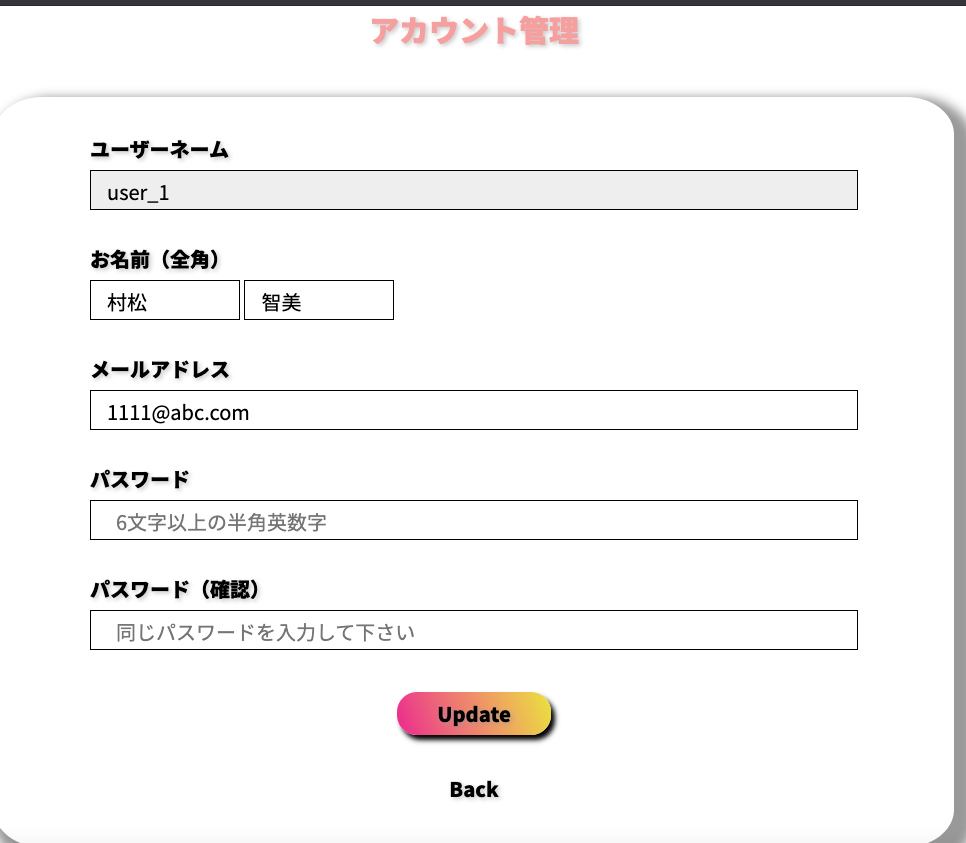 アカウント管理
ユーザーネーム
user_1
お名前（全角）
村松 智美
メールアドレス
1111@abc.com
パスワード
6文字以上の半角英数字
パスワード（確認）
同じパスワードを入力して下さい
Update
Back